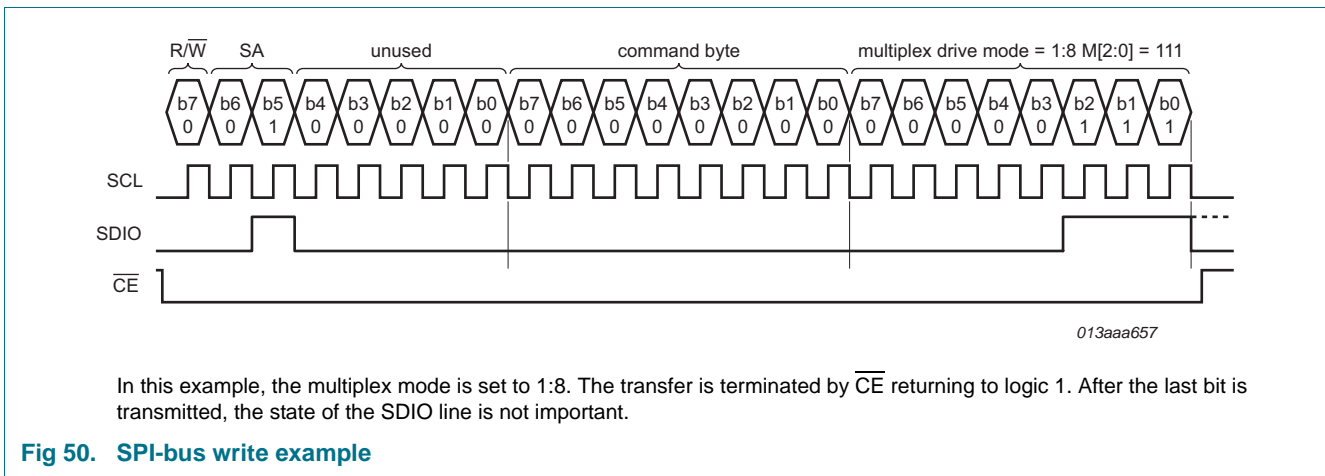 R/W SA unused command byte multiplex drive mode = 1:8 M[2:0] = 111
b7 b6 b5 b4 b3 b2 b1 b0 b7 b6 b5 b4 b3 b2 b1 b0 b7 b6 b5 b4 b3 b2 b1 b0
0 0 1 0 0 0 0 0 0 0 0 0 0 0 0 0 0 0 0 0 0 1 1 1
SCL
SDIO
CE
013aaa657
In this example, the multiplex mode is set to 1:8. The transfer is terminated by CE returning to logic 1. After the last bit is
transmitted, the state of the SDIO line is not important.
Fig 50. SPI-bus write example